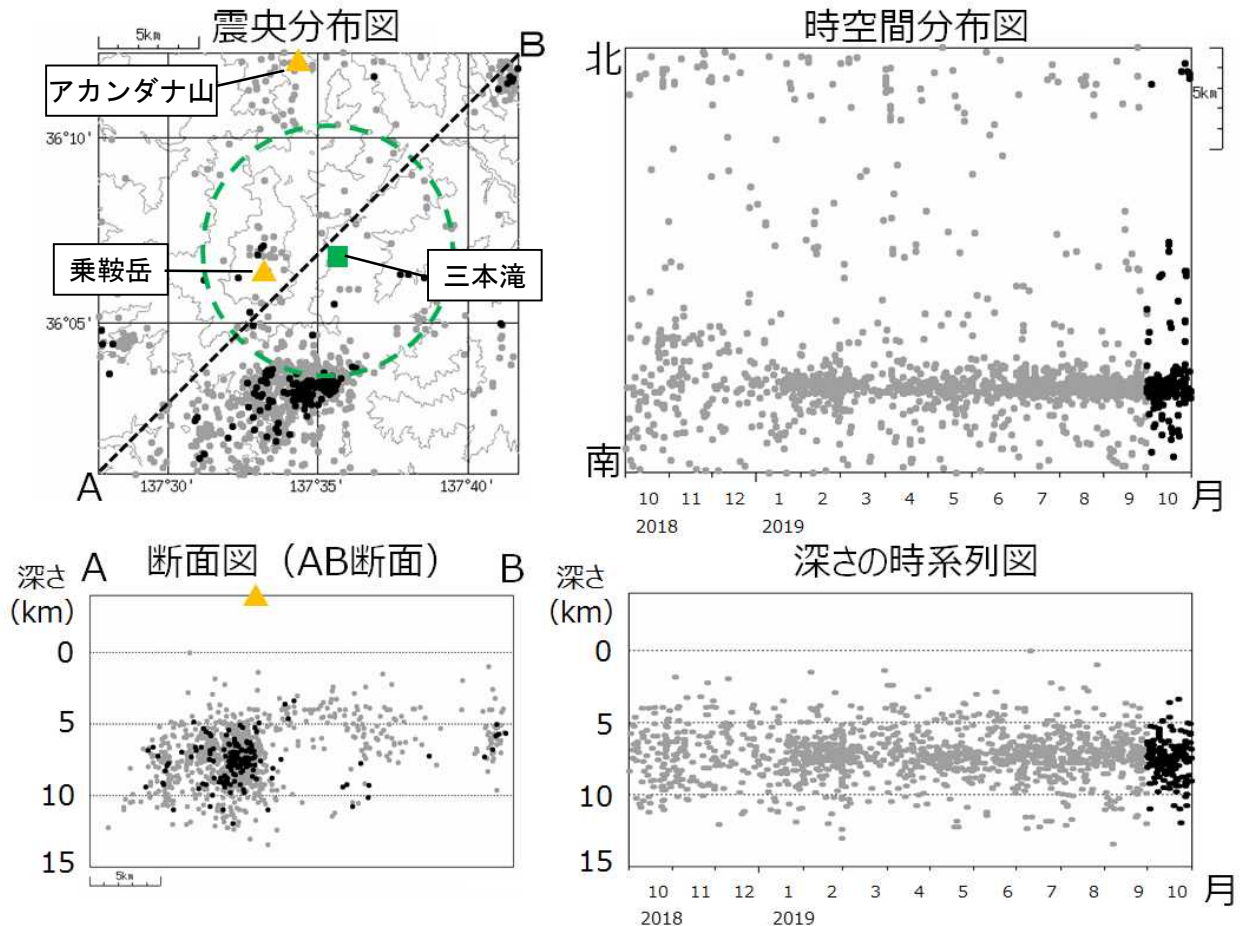 震央分布図
5km
B
アカンダナ山
36°10'
乗鞍岳
三本滝
36°05'
A
137°30'
137°35'
137°40'
時空間分布図
北
5km
南
10 11 12 1 2 3 4 5 6 7 8 9 10 月
2018 2019
断面図（AB断面）
A
B
深さ
(km)
0
5
10
15
5km
深さの時系列図
深さ
(km)
0
5
10
15
10 11 12 1 2 3 4 5 6 7 8 9 10 月
2018 2019